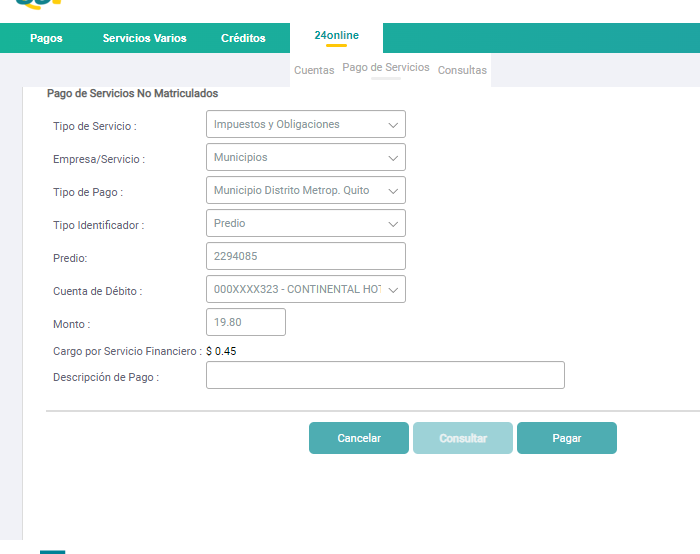 Pagos Servicios Varios Créditos 24online
Cuentas Pago de Servicios Consultas
Pago de Servicios No Matriculados
Tipo de Servicio : Impuestos y Obligaciones
Empresa/Servicio : Municipios
Tipo de Pago : Municipio Distrito Metrop. Quito
Tipo Identificador : Predio
Predio: 2294085
Cuenta de Débito : 000XXXX323 - CONTINENTAL HOT
Monto : 19.80
Cargo por Servicio Financiero : $ 0.45
Descripción de Pago :
Cancelar Consultar Pagar